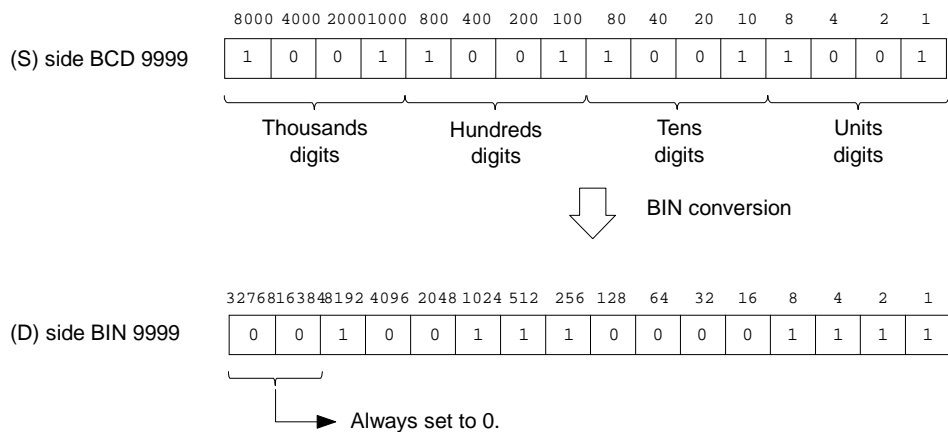 8000 4000 2000 1000 800 400 200 100 80 40 20 10 8 4 2 1
(S) side BCD 9999 1 0 0 1 1 0 0 1 1 0 0 1 1 0 0 1
Thousands digits Hundreds digits Tens digits Units digits
BIN conversion
32768 16384 8192 4096 2048 1024 512 256 128 64 32 16 8 4 2 1
(D) side BIN 9999 0 0 1 0 0 1 1 1 0 0 0 0 1 1 1 1
Always set to 0.